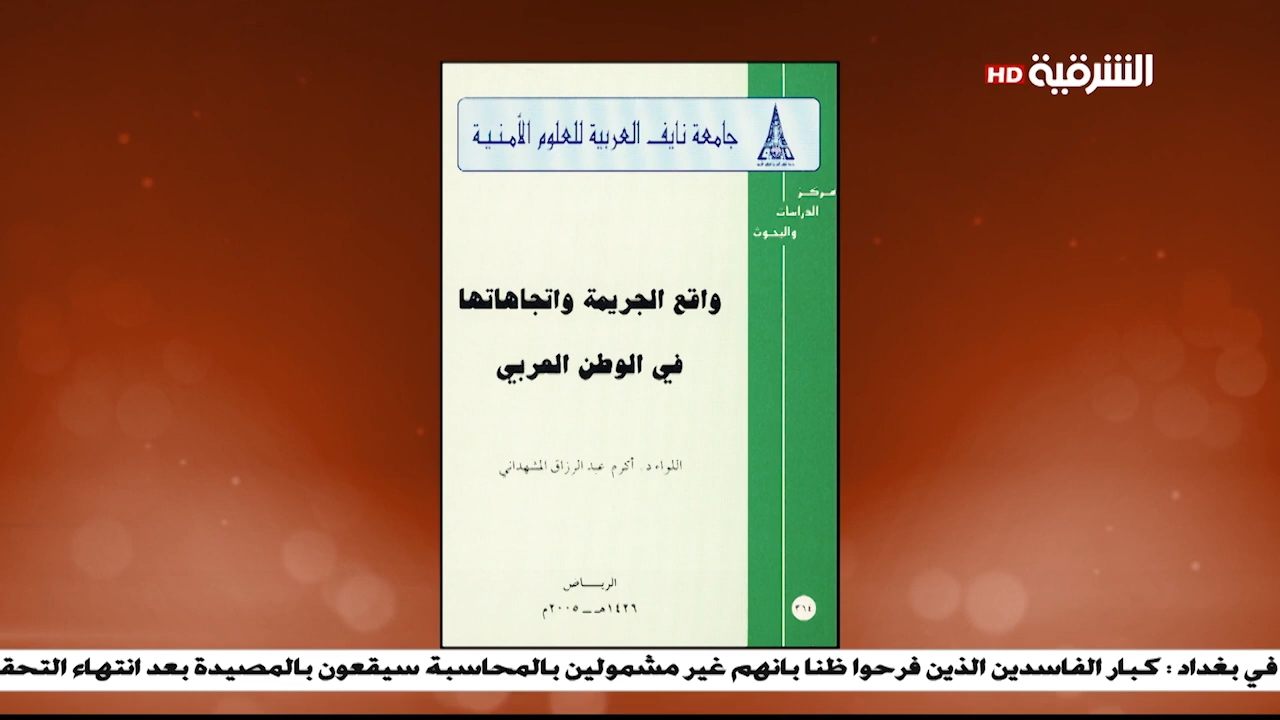 الشرقية HD
جامعة نايف العربية للعلوم الأمنية
مركز
الدراسات
والبحوث
واقع الجريمة واتجاهاتها
في الوطن العربي
اللواء د. أكرم عبد الرزاق المشهداني
الريـــاض
١٤٢٦هـ ــ ٢٠٠٥م
٣١٤
في بغداد : كبار الفاسدين الذين فرحوا ظنا بانهم غير مشمولين بالمحاسبة سيقعون بالمصيدة بعد انتهاء التحق